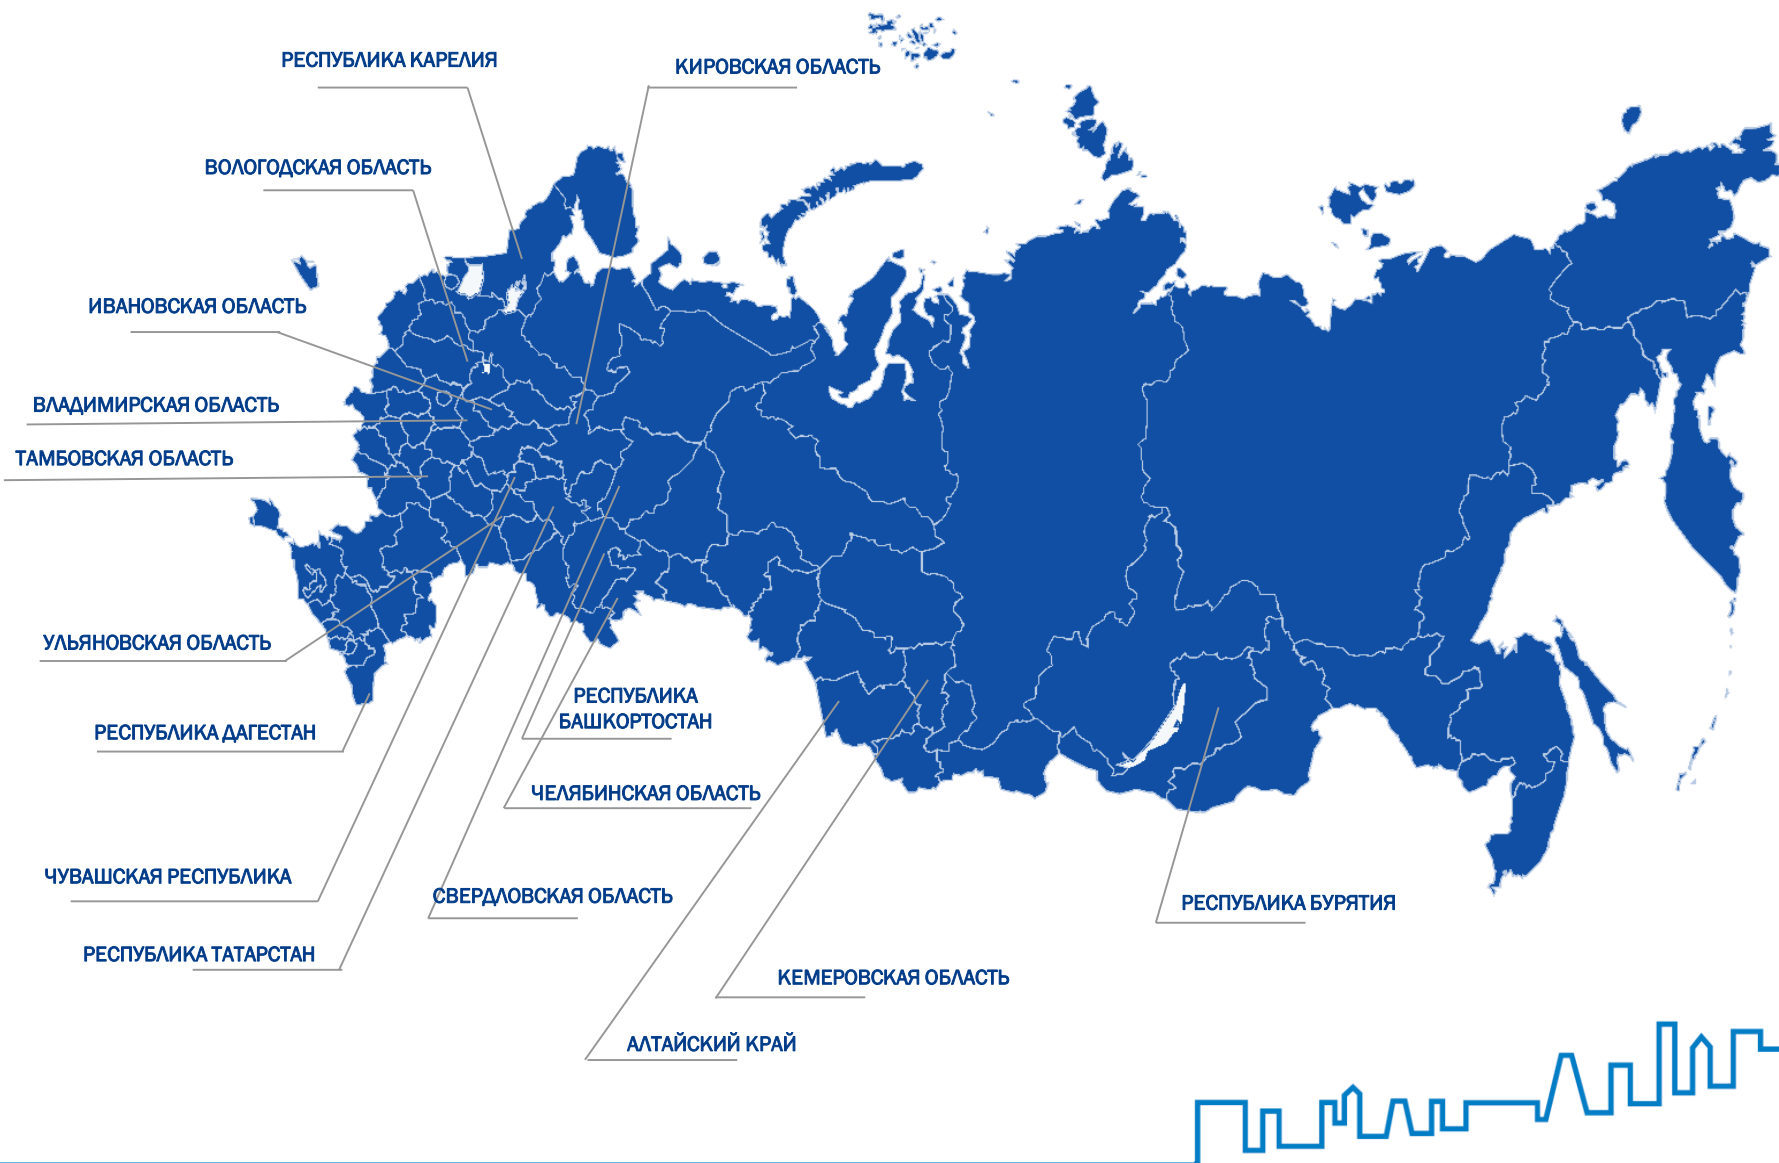 РЕСПУБЛИКА КАРЕЛИЯ
КИРОВСКАЯ ОБЛАСТЬ
ВОЛОГОДСКАЯ ОБЛАСТЬ
ИВАНОВСКАЯ ОБЛАСТЬ
ВЛАДИМИРСКАЯ ОБЛАСТЬ
ТАМБОВСКАЯ ОБЛАСТЬ
УЛЬЯНОВСКАЯ ОБЛАСТЬ
РЕСПУБЛИКА
БАШКОРТОСТАН
РЕСПУБЛИКА ДАГЕСТАН
ЧЕЛЯБИНСКАЯ ОБЛАСТЬ
ЧУВАШСКАЯ РЕСПУБЛИКА
СВЕРДЛОВСКАЯ ОБЛАСТЬ
РЕСПУБЛИКА БУРЯТИЯ
РЕСПУБЛИКА ТАТАРСТАН
КЕМЕРОВСКАЯ ОБЛАСТЬ
АЛТАЙСКИЙ КРАЙ